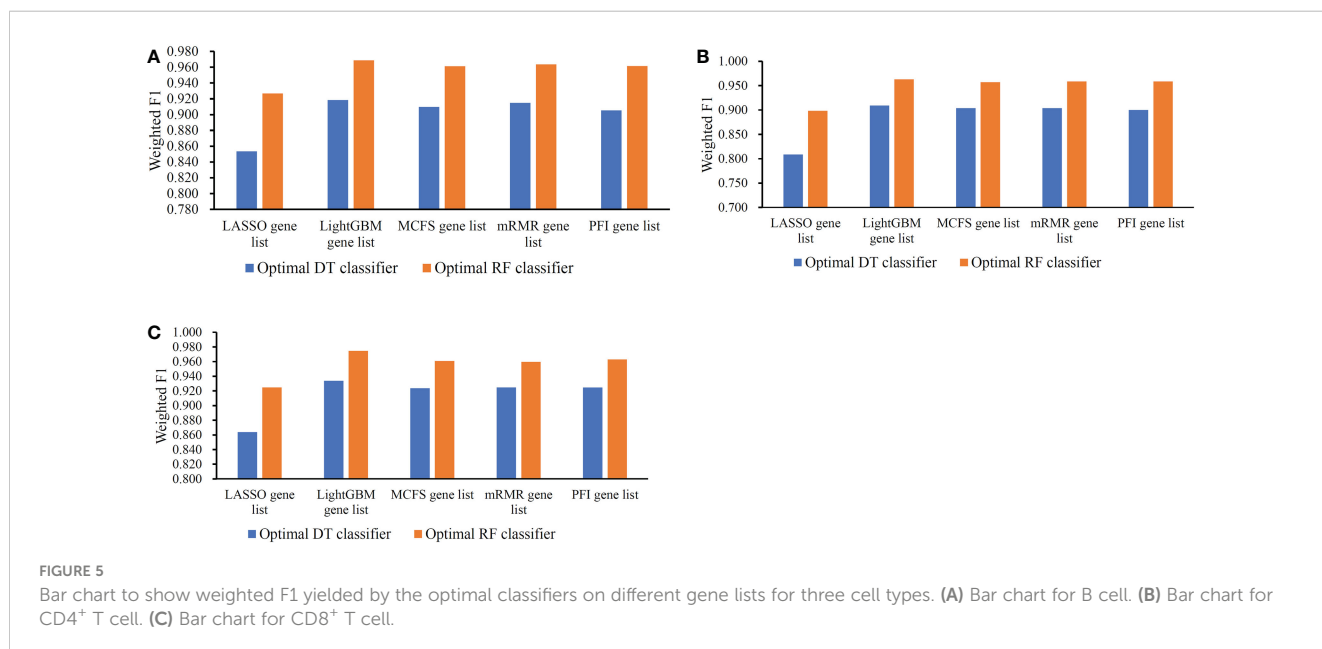 A
0.980
0.960
0.940
0.920
0.900
0.880
0.860
0.840
0.820
0.800
0.780
Weighted F1
LASSO gene list
LightGBM gene list
MCFS gene list
mRMR gene list
PFI gene list
Optimal DT classifier
Optimal RF classifier
B
1.000
0.950
0.900
0.850
0.800
0.750
0.700
Weighted F1
LASSO gene list
LightGBM gene list
MCFS gene list
mRMR gene list
PFI gene list
Optimal DT classifier
Optimal RF classifier
C
1.000
0.980
0.960
0.940
0.920
0.900
0.880
0.860
0.840
0.820
0.800
Weighted F1
LASSO gene list
LightGBM gene list
MCFS gene list
mRMR gene list
PFI gene list
Optimal DT classifier
Optimal RF classifier
FIGURE 5
Bar chart to show weighted F1 yielded by the optimal classifiers on different gene lists for three cell types. (A) Bar chart for B cell. (B) Bar chart for
CD4⁺ T cell. (C) Bar chart for CD8⁺ T cell.